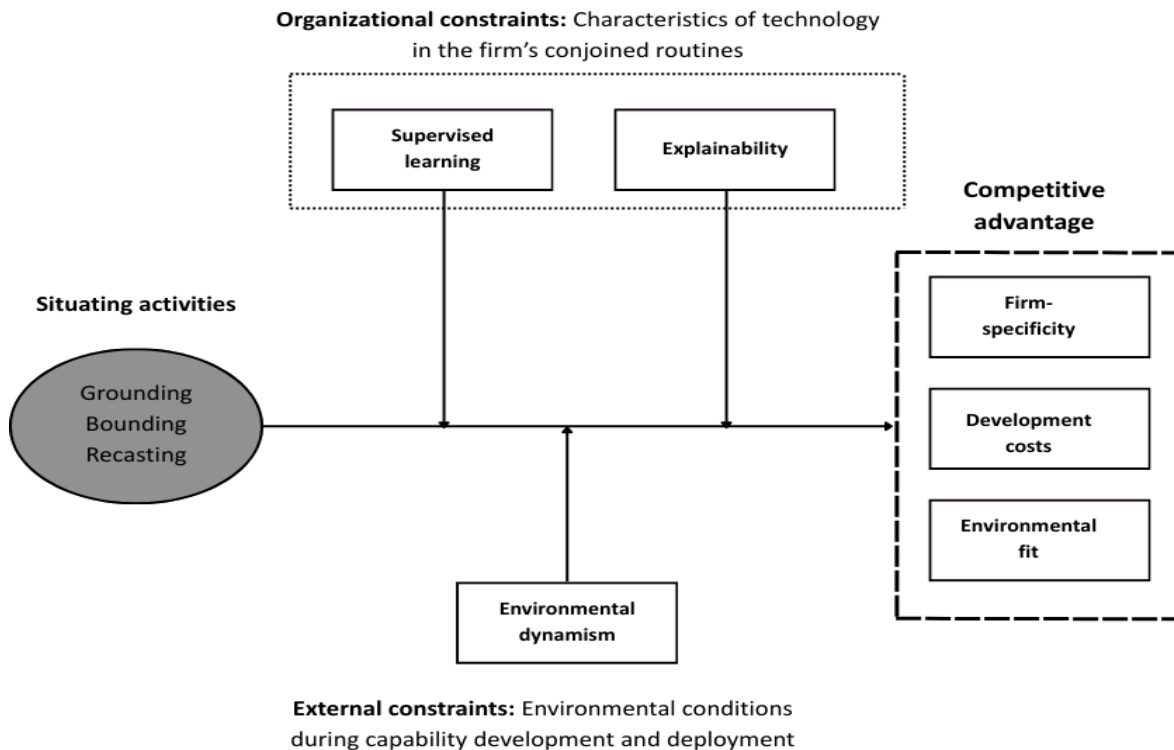 Organizational constraints: Characteristics of technology
in the firm's conjoined routines
Supervised
learning
Explainability
Competitive
advantage
Situating activities
Grounding
Bounding
Recasting
Firm-
specificity
Development
costs
Environmental
fit
Environmental
dynamism
External constraints: Environmental conditions
during capability development and deployment